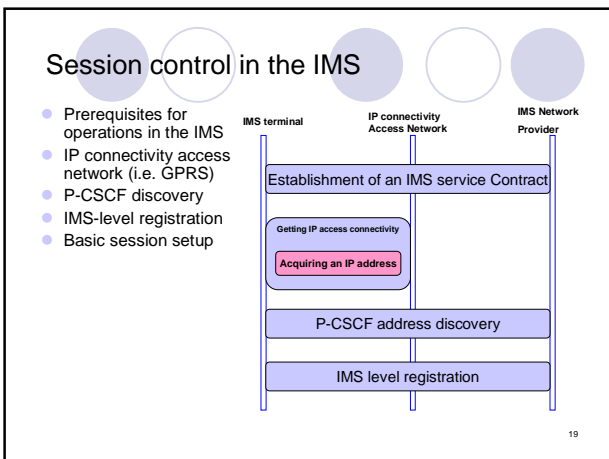 Session control in the IMS
Prerequisites for
operations in the IMS
IP connectivity access
network (i.e. GPRS)
P-CSCF discovery
IMS-level registration
Basic session setup
IMS terminal
IP connectivity
Access Network
IMS Network
Provider
Establishment of an IMS service Contract
Getting IP access connectivity
Acquiring an IP address
P-CSCF address discovery
IMS level registration
19